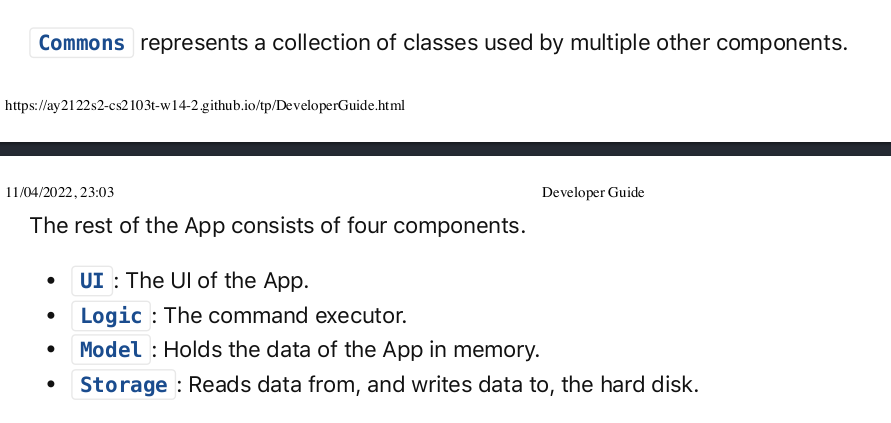 Commons represents a collection of classes used by multiple other components.
https://ay2122s2-cs2103t-w14-2.github.io/tp/DeveloperGuide.html
11/04/2022, 23:03 Developer Guide
The rest of the App consists of four components.
• UI: The UI of the App.
• Logic: The command executor.
• Model: Holds the data of the App in memory.
• Storage: Reads data from, and writes data to, the hard disk.